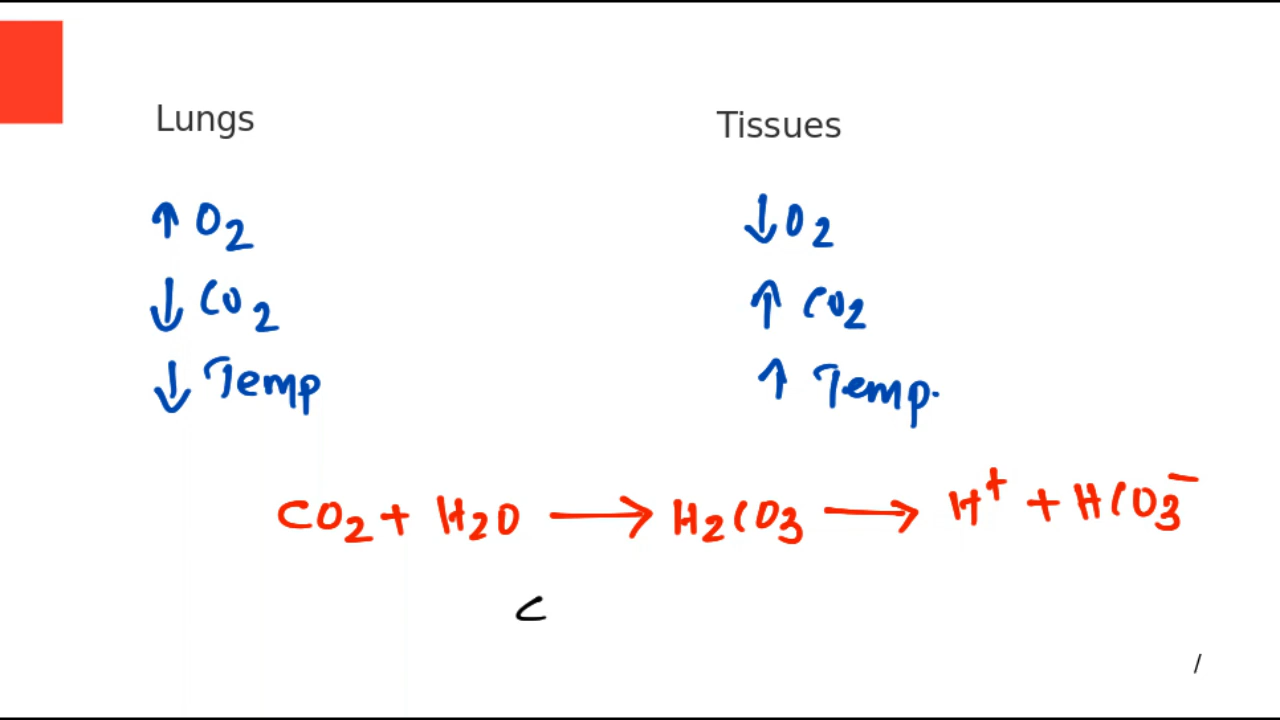 Lungs Tissues
↑ O2 ↓ O2
↓ CO2 ↑ CO2
↓ Temp ↑ Temp.
CO2 + H2O → H2CO3 → H⁺ + HCO3⁻
C
/